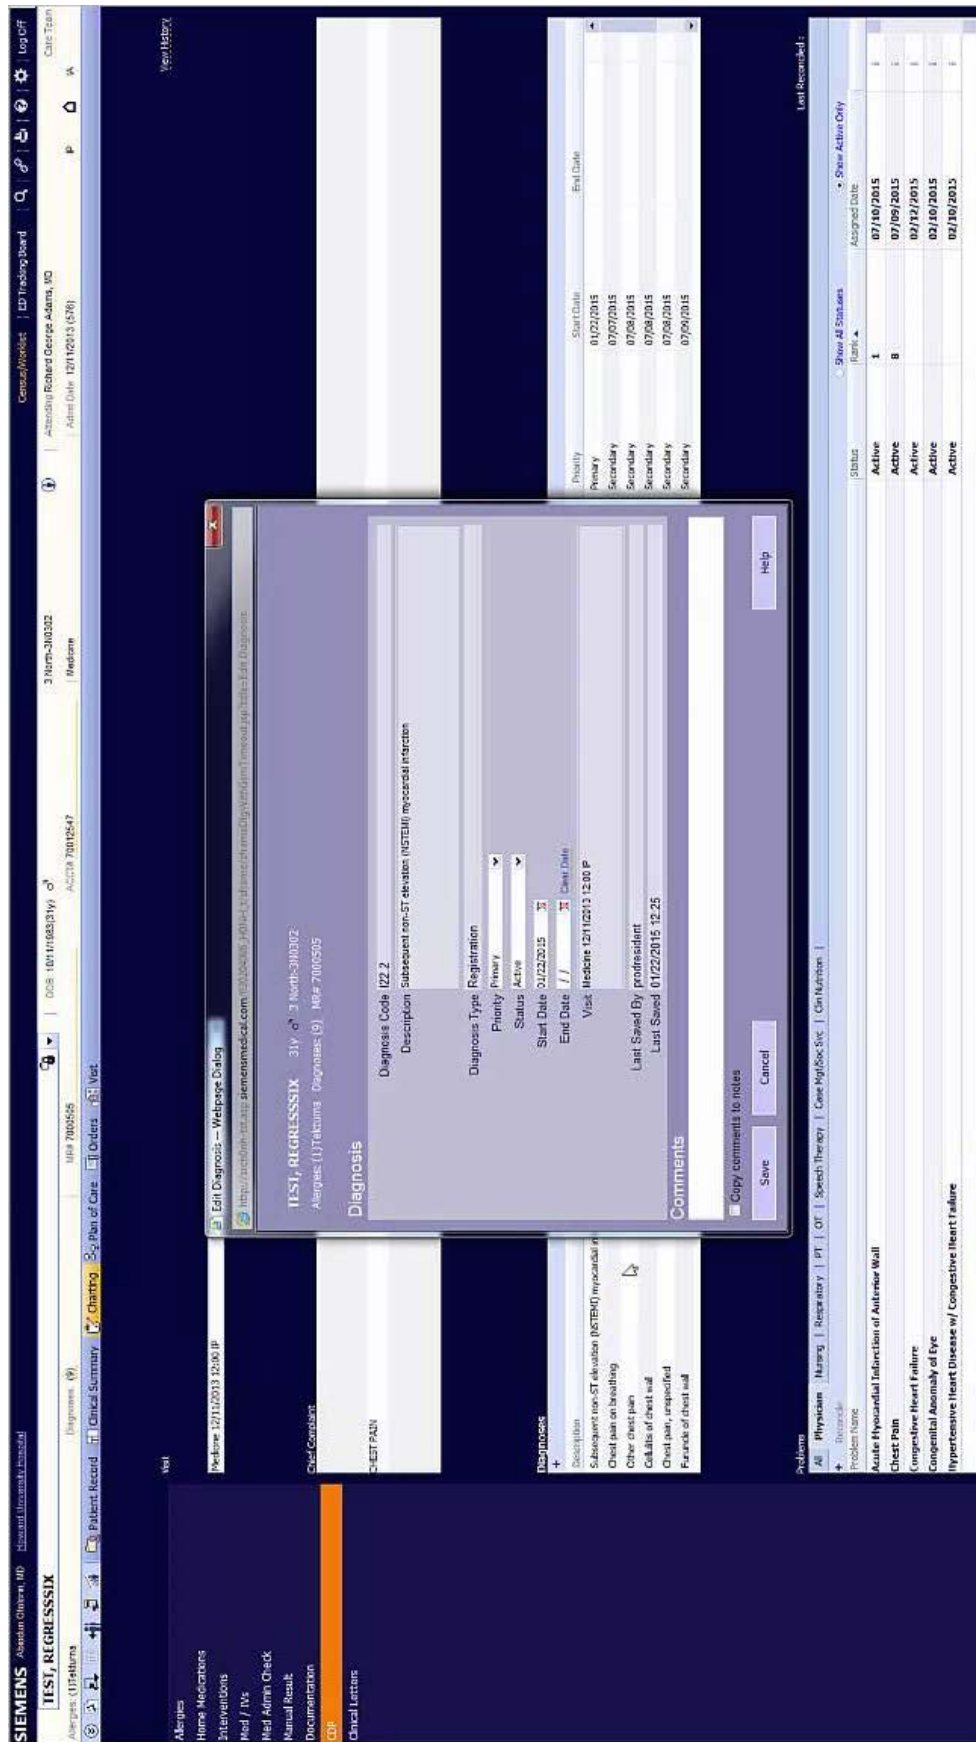 SIEMENS
Howard University Hospital
Census/Worklist | ED Tracking Board
Log Off
TEST, REGRESSSIX
DOB 10/11/1983(31y) ♂
3 North-3N0302
Attending Richard George Adams, MD
Care Team
Allergies: (1)Tekturna
Diagnoses: (9)
MR# 7000505
ACCT# 70012547
Medicine
Admit Date 12/11/2013 (576)
IP
Patient Record
Clinical Summary
Charting
Plan of Care
Orders
Visit
Allergies
Home Medications
Interventions
Med / IVs
Med Admin Check
Manual Result
Documentation
CDP
Clinical Letters
Visit
View History
Medicine 12/11/2013 12:00 IP
Chief Complaint
CHEST PAIN
Diagnoses
+
Description Priority Start Date End Date
Subsequent non-ST elevation (NSTEMI) myocardial in Primary 01/22/2015
Chest pain on breathing Secondary 07/07/2015
Other chest pain Secondary 07/08/2015
Cellulitis of chest wall Secondary 07/08/2015
Chest pain, unspecified Secondary 07/08/2015
Furuncle of chest wall Secondary 07/09/2015
Edit Diagnosis -- Webpage Dialog
TEST, REGRESSSIX 31y ♂ 3 North-3N0302
Allergies: (1)Tekturna Diagnoses: (9) MR# 7000505
Diagnosis
Diagnosis Code I22.2
Description Subsequent non-ST elevation (NSTEMI) myocardial infarction
Diagnosis Type Registration
Priority Primary
Status Active
Start Date 01/22/2015
End Date / / Clear Date
Visit Medicine 12/11/2013 12:00 IP
Last Saved By prodresident
Last Saved 01/22/2015 12:25
Comments
Copy comments to notes
Save Cancel Help
Problems
Last Reconciled :
All | Physician | Nursing | Respiratory | PT | OT | Speech Therapy | Case Mgt/Soc Svc | Clin Nutrition |
+ Reconcile
Show All Statuses Show Active Only
Problem Name Status Rank Assigned Date
Acute Myocardial Infarction of Anterior Wall Active 1 07/10/2015
Chest Pain Active 8 07/09/2015
Congestive Heart Failure Active 02/12/2015
Congenital Anomaly of Eye Active 02/10/2015
Hypertensive Heart Disease w/ Congestive Heart Failure Active 02/10/2015